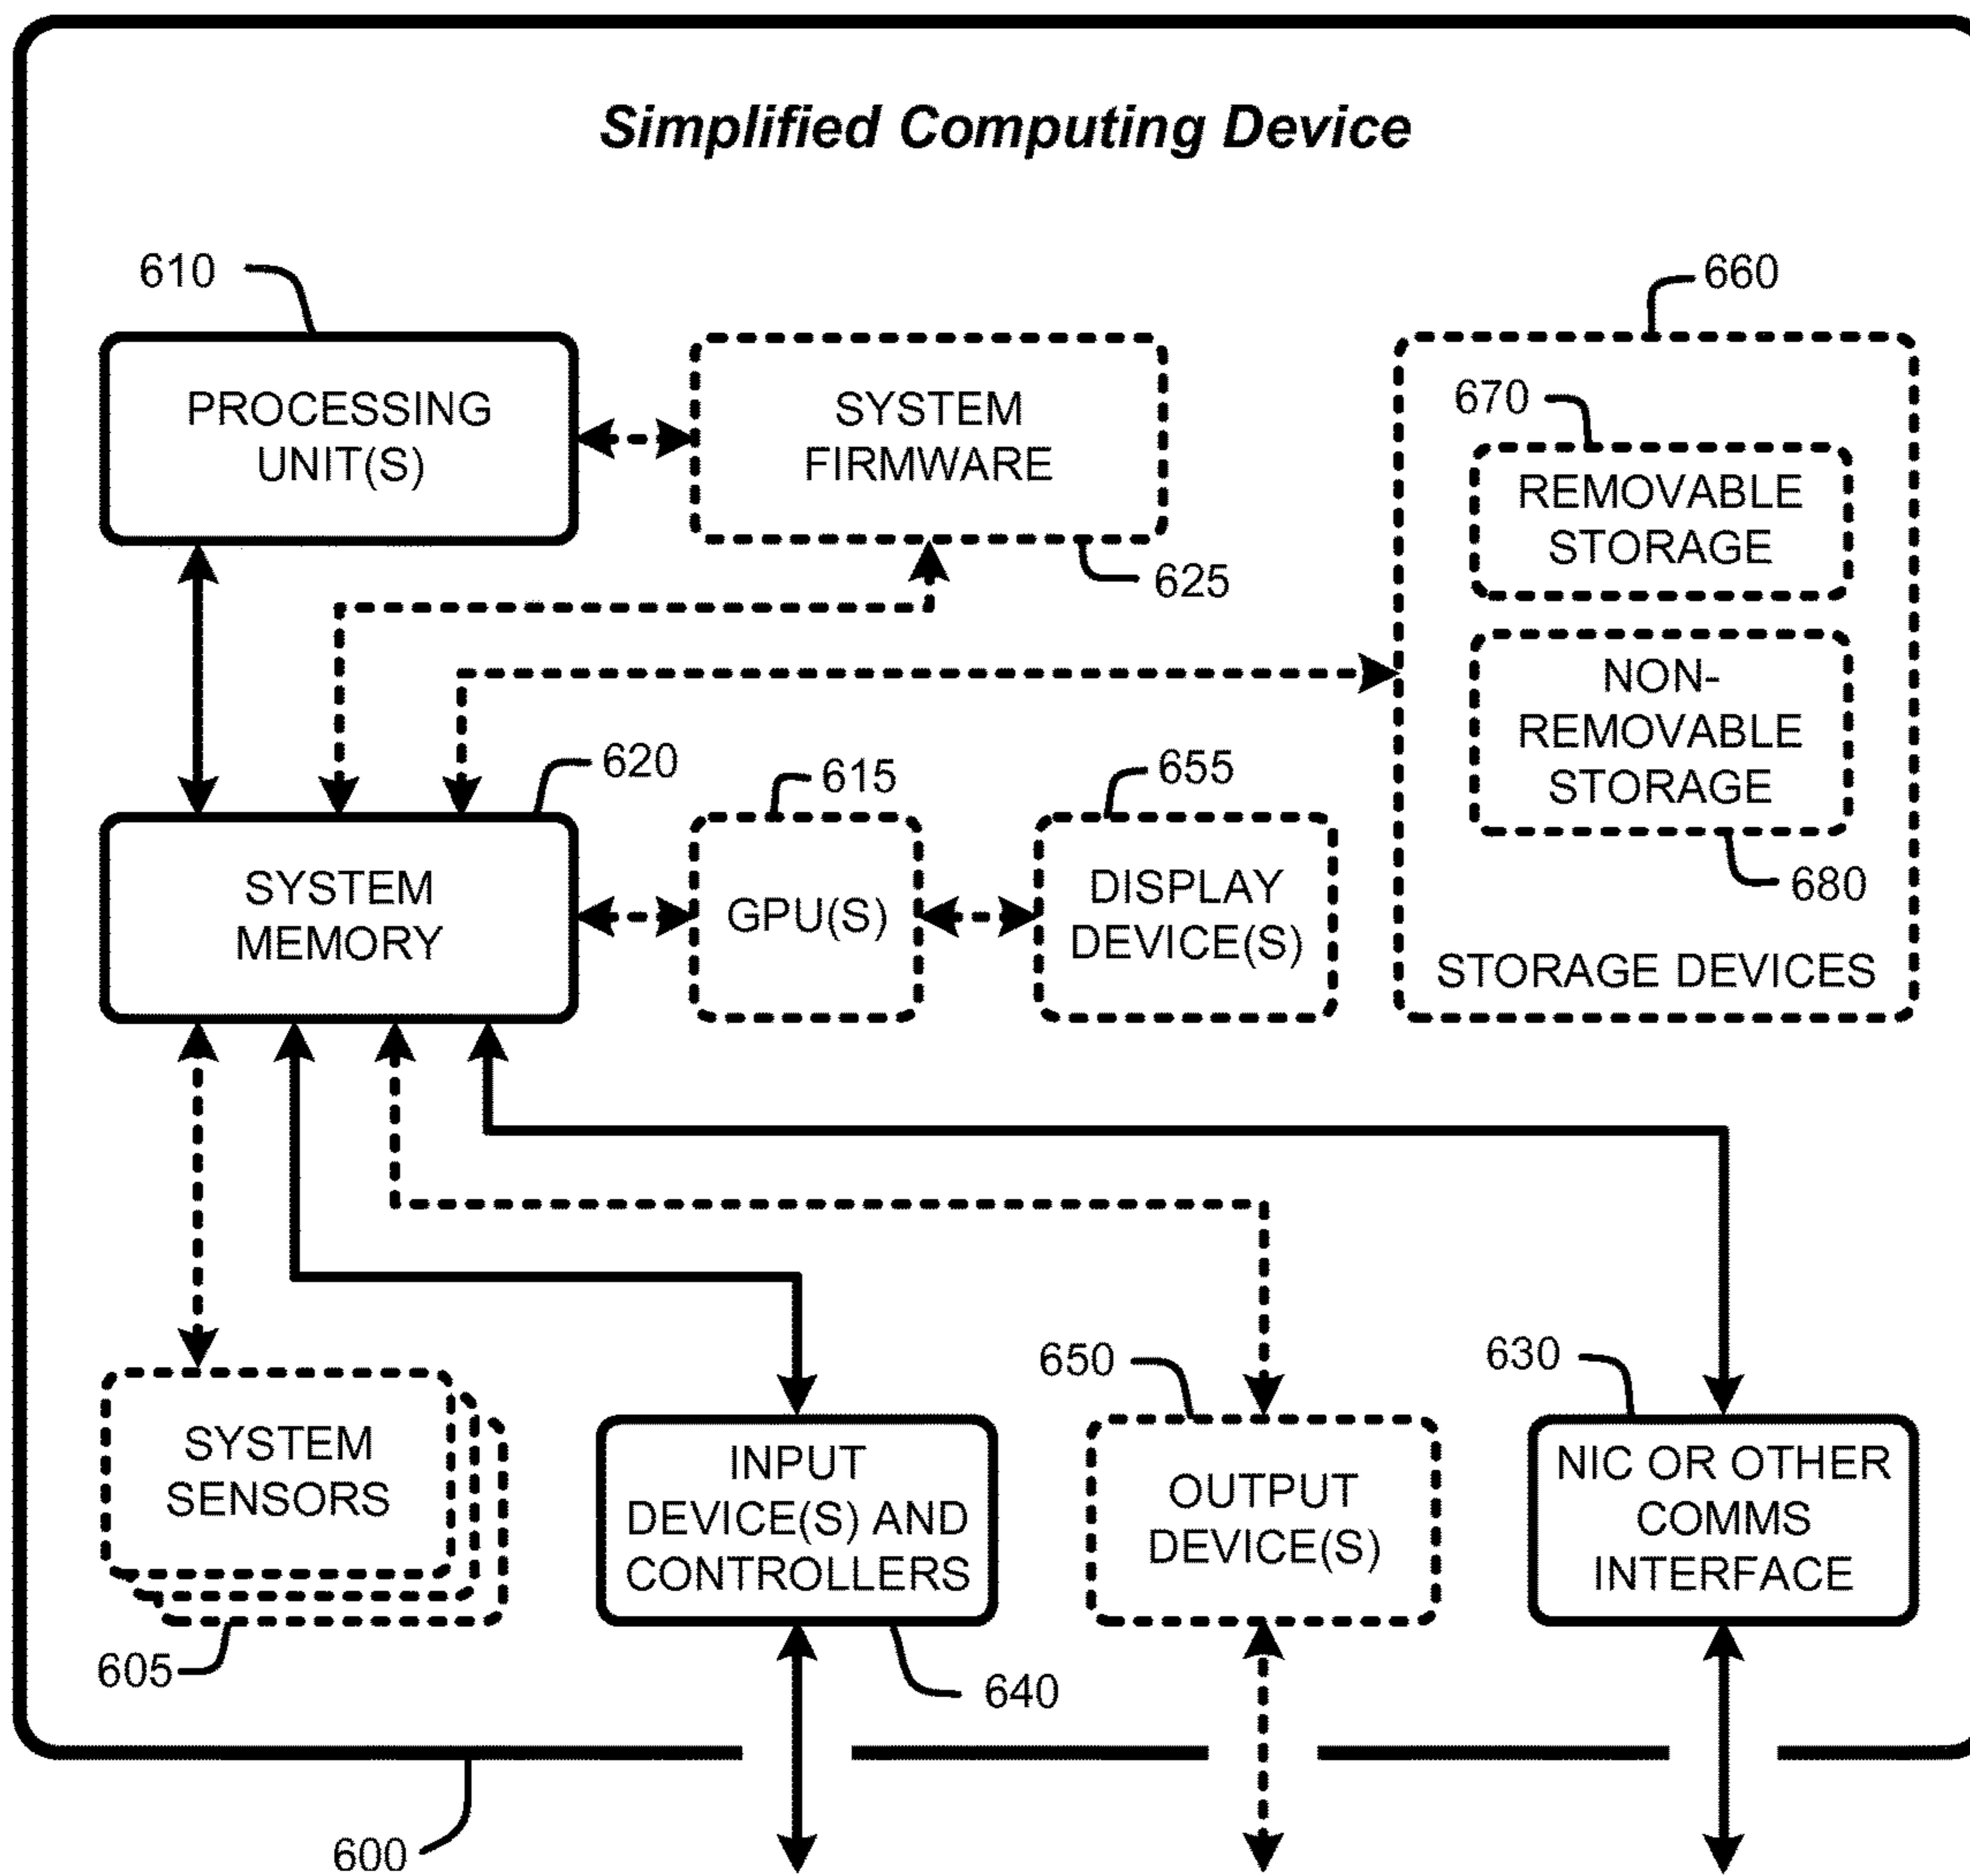 Simplified Computing Device
610
660
PROCESSING
UNIT(S)
SYSTEM
FIRMWARE
625
670
REMOVABLE
STORAGE
NON-
REMOVABLE
STORAGE
680
STORAGE DEVICES
620
615
655
SYSTEM
MEMORY
GPU(S)
DISPLAY
DEVICE(S)
650
630
SYSTEM
SENSORS
605
INPUT
DEVICE(S) AND
CONTROLLERS
640
OUTPUT
DEVICE(S)
NIC OR OTHER
COMMS
INTERFACE
600